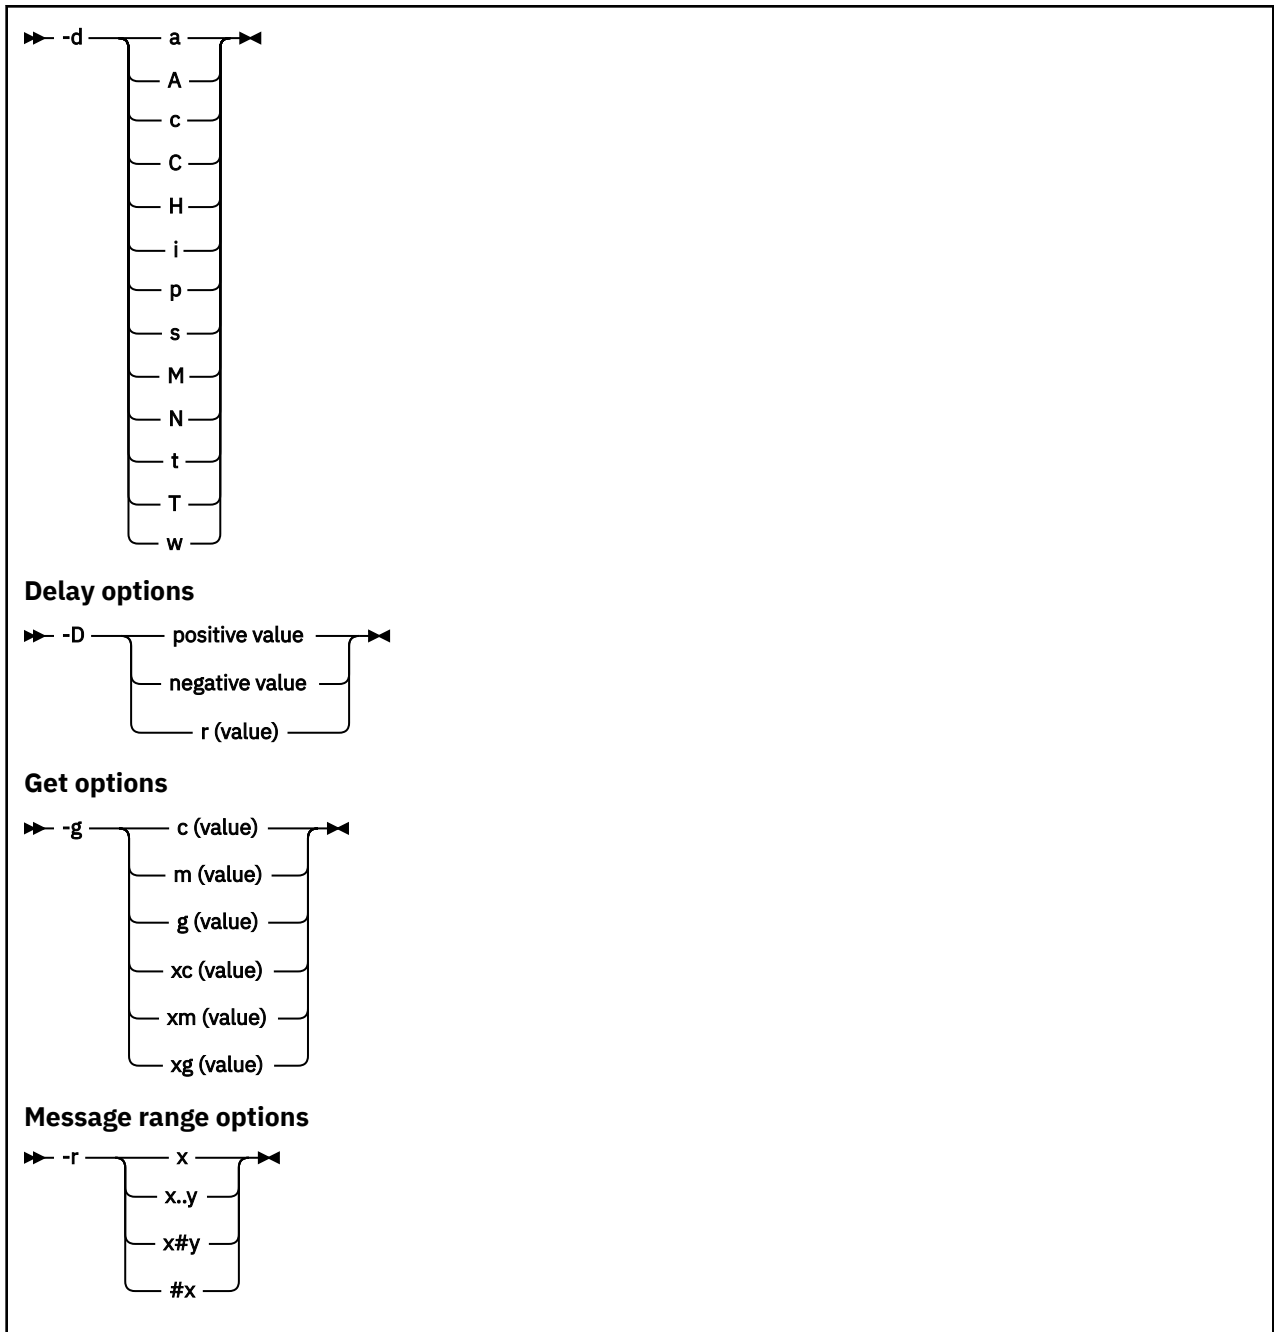 -d a
A
c
C
H
i
p
s
M
N
t
T
w
Delay options
-D positive value
negative value
r (value)
Get options
-g c (value)
m (value)
g (value)
xc (value)
xm (value)
xg (value)
Message range options
-r x
x..y
x#y
#x